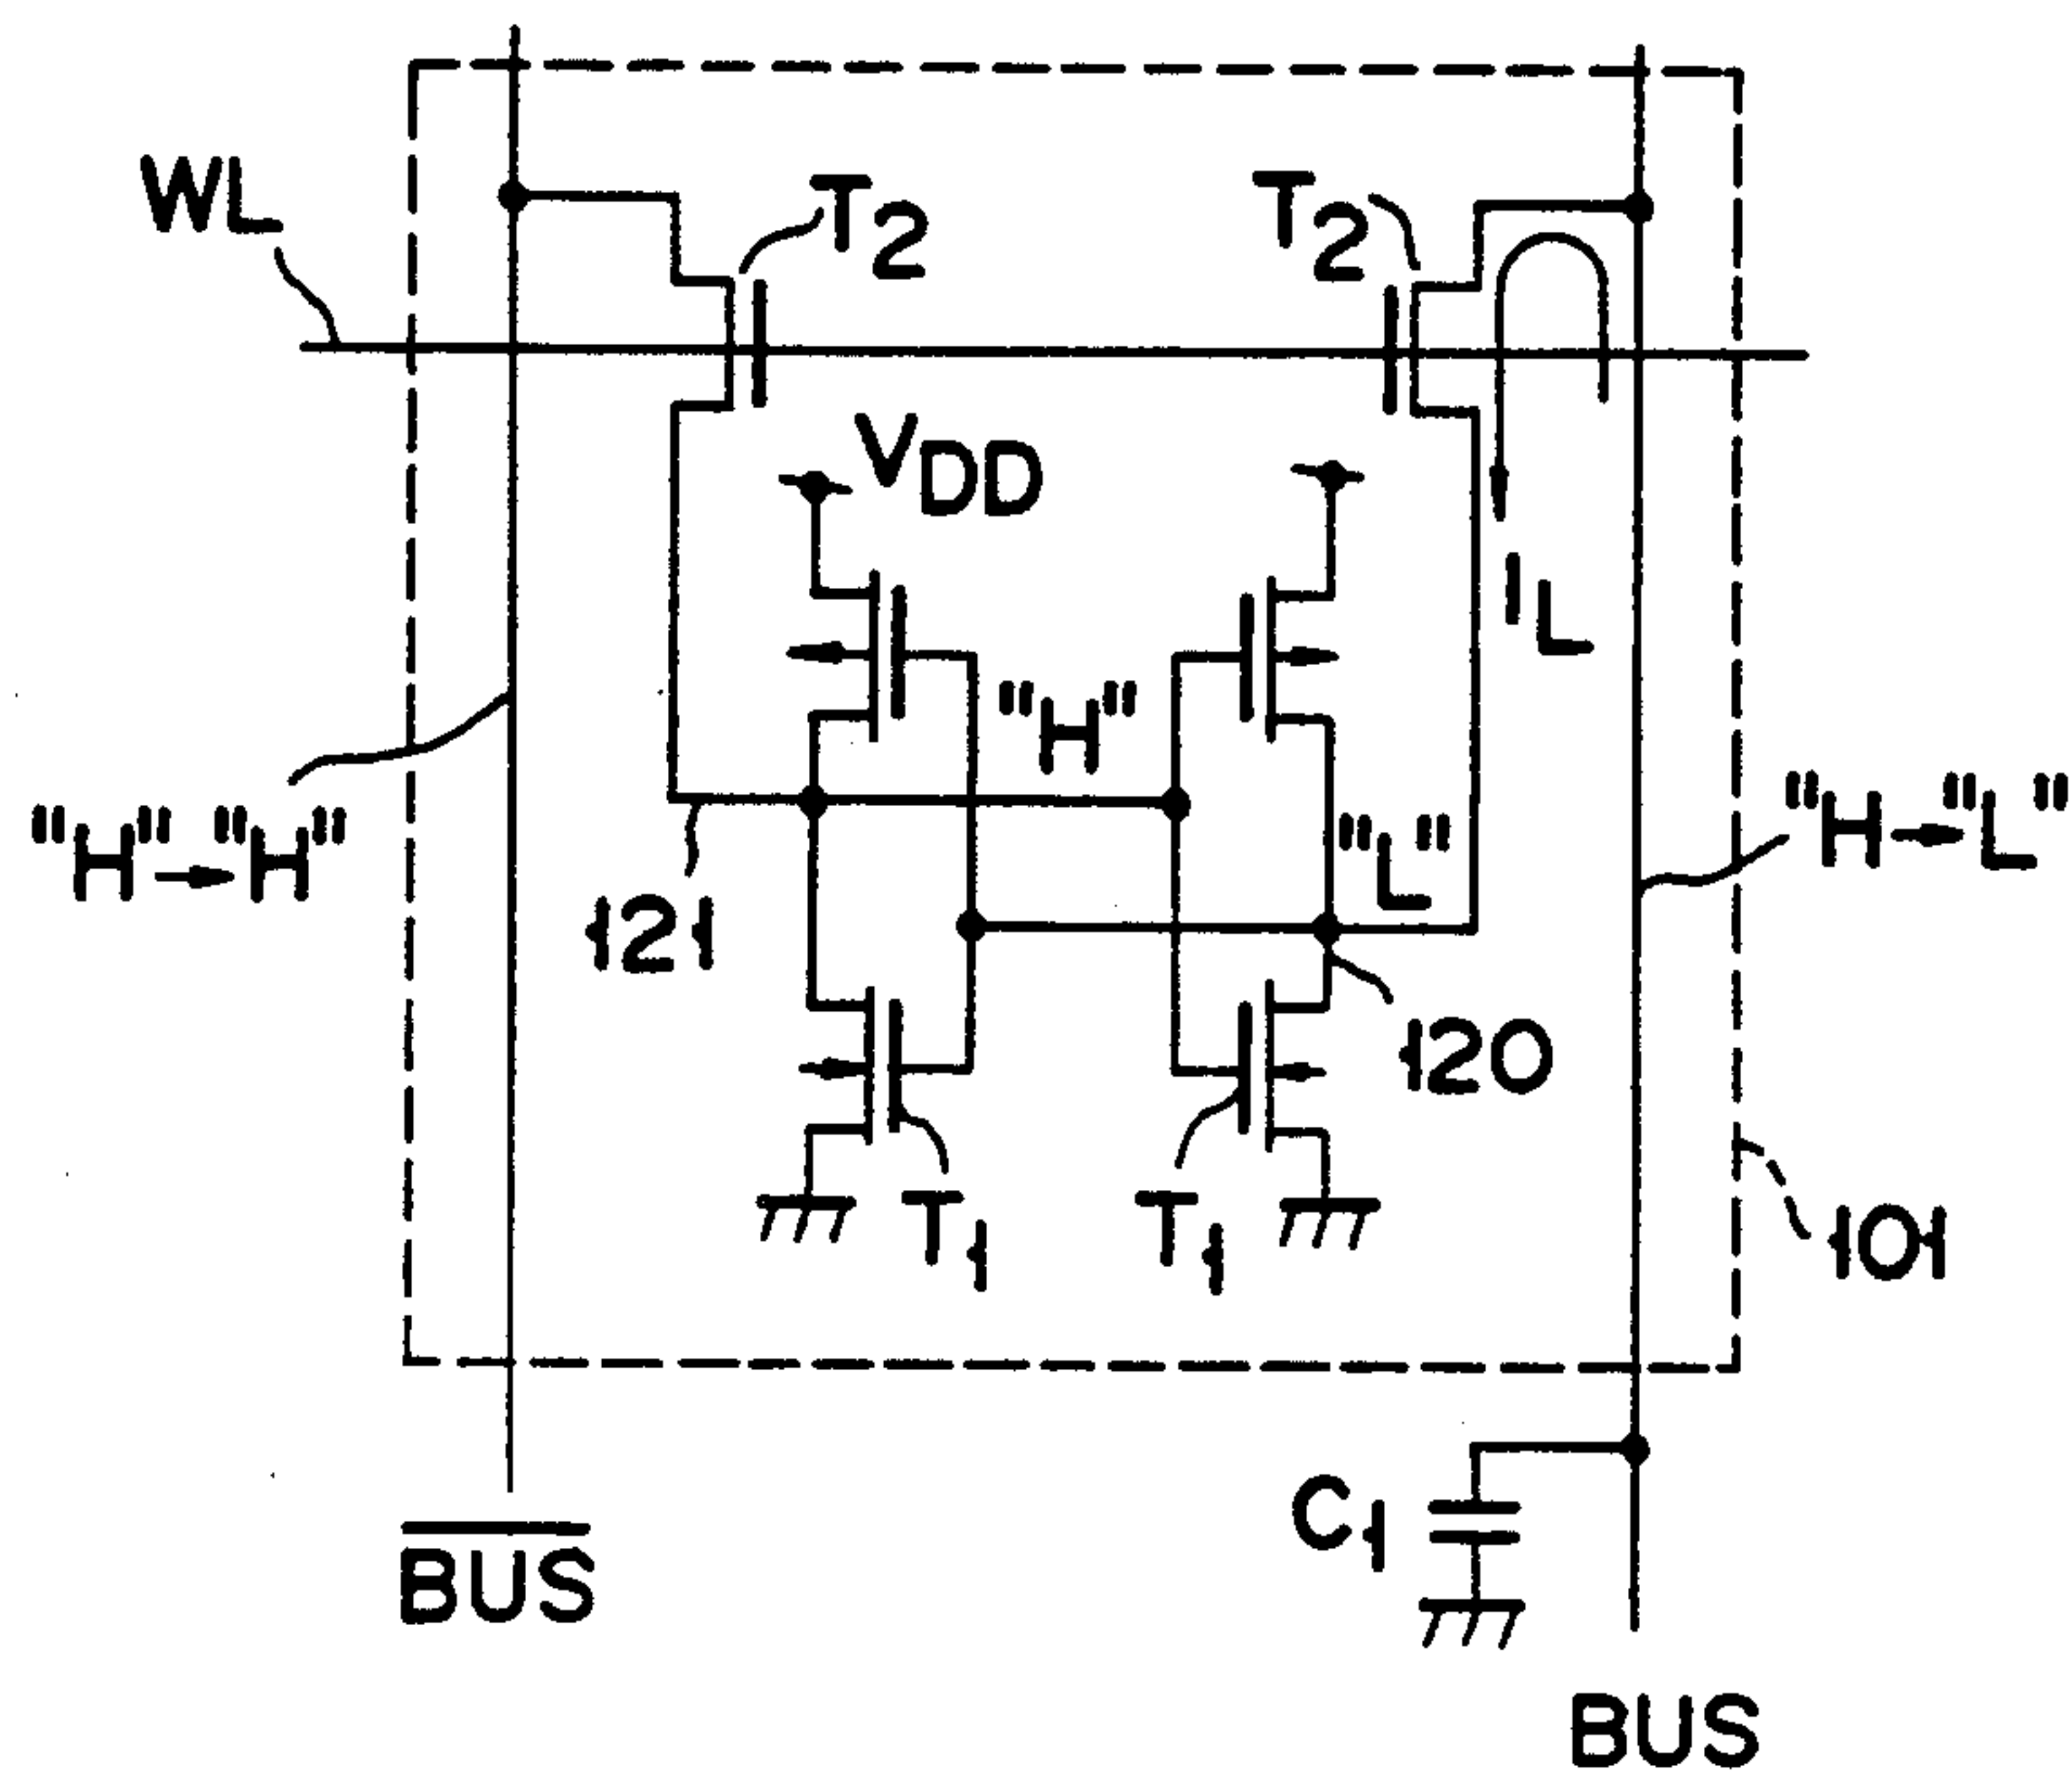 WL
T2
T2
VDD
IL
"H"
"H"→"H"
"H→"L"
"L"
121
120
T1
T1
101
C1
BUS
BUS